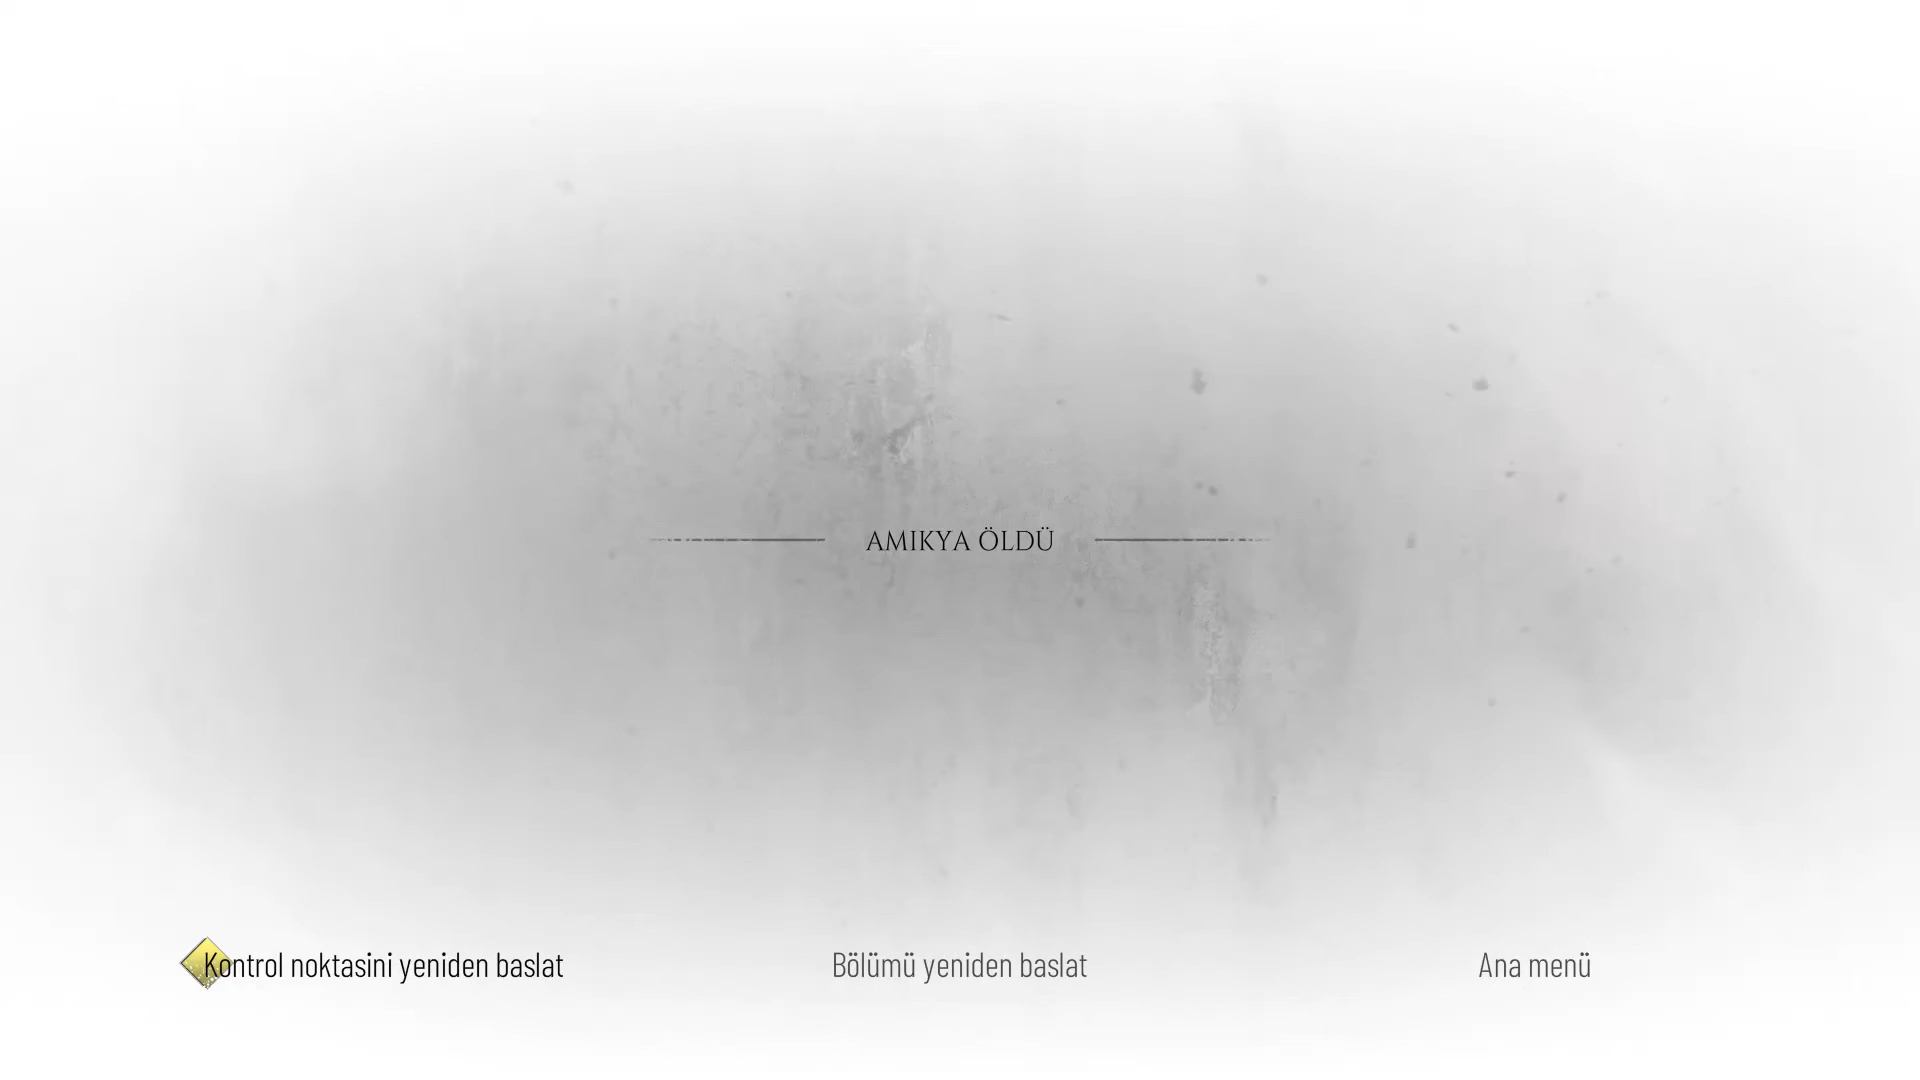 AMIKYA ÖLDÜ
Kontrol noktasini yeniden baslat
Bölümü yeniden baslat
Ana menü